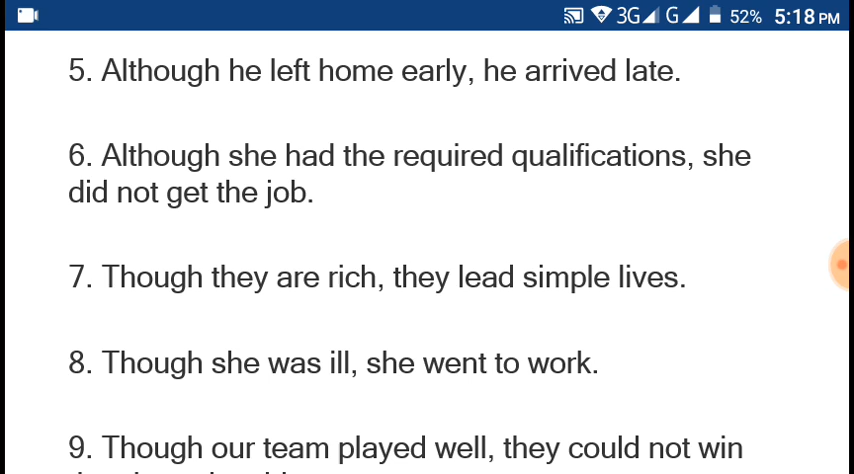 3G G 52% 5:18 PM
5. Although he left home early, he arrived late.
6. Although she had the required qualifications, she
did not get the job.
7. Though they are rich, they lead simple lives.
8. Though she was ill, she went to work.
9. Though our team played well, they could not win